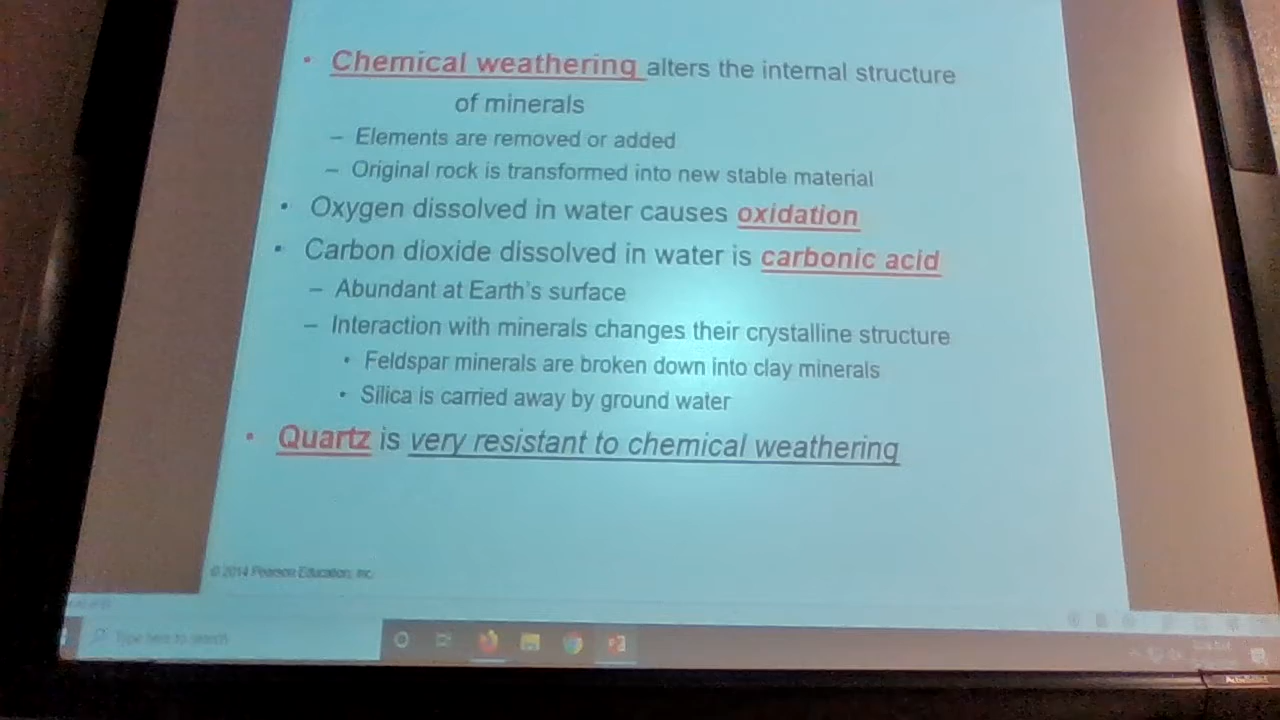 • Chemical weathering alters the internal structure
of minerals
– Elements are removed or added
– Original rock is transformed into new stable material
• Oxygen dissolved in water causes oxidation
• Carbon dioxide dissolved in water is carbonic acid
– Abundant at Earth's surface
– Interaction with minerals changes their crystalline structure
• Feldspar minerals are broken down into clay minerals
• Silica is carried away by ground water
• Quartz is very resistant to chemical weathering
© 2014 Pearson Education, Inc.
Type here to search